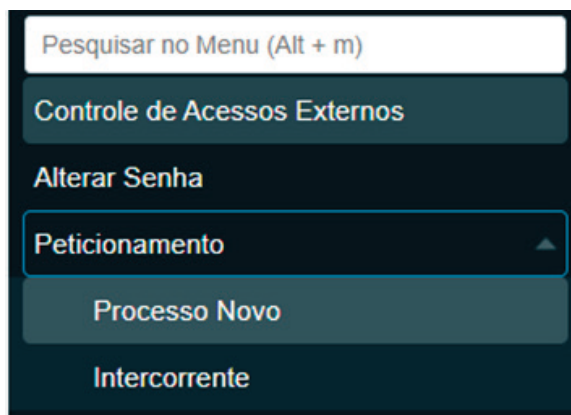 Pesquisar no Menu (Alt + m)
Controle de Acessos Externos
Alterar Senha
Peticionamento
Processo Novo
Intercorrente